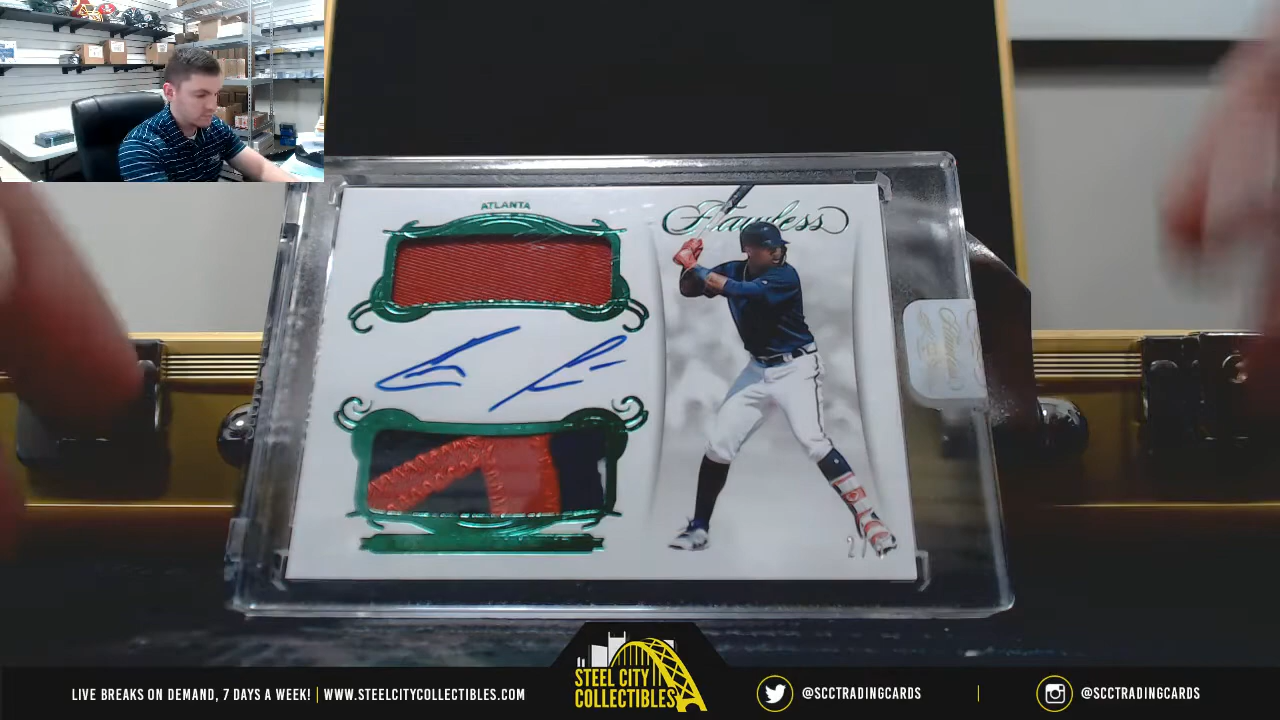 ATLANTA
Flawless
STEEL CITY
COLLECTIBLES
LIVE BREAKS ON DEMAND, 7 DAYS A WEEK! | WWW.STEELCITYCOLLECTIBLES.COM
@SCCTRADINGCARDS | @SCCTRADINGCARDS